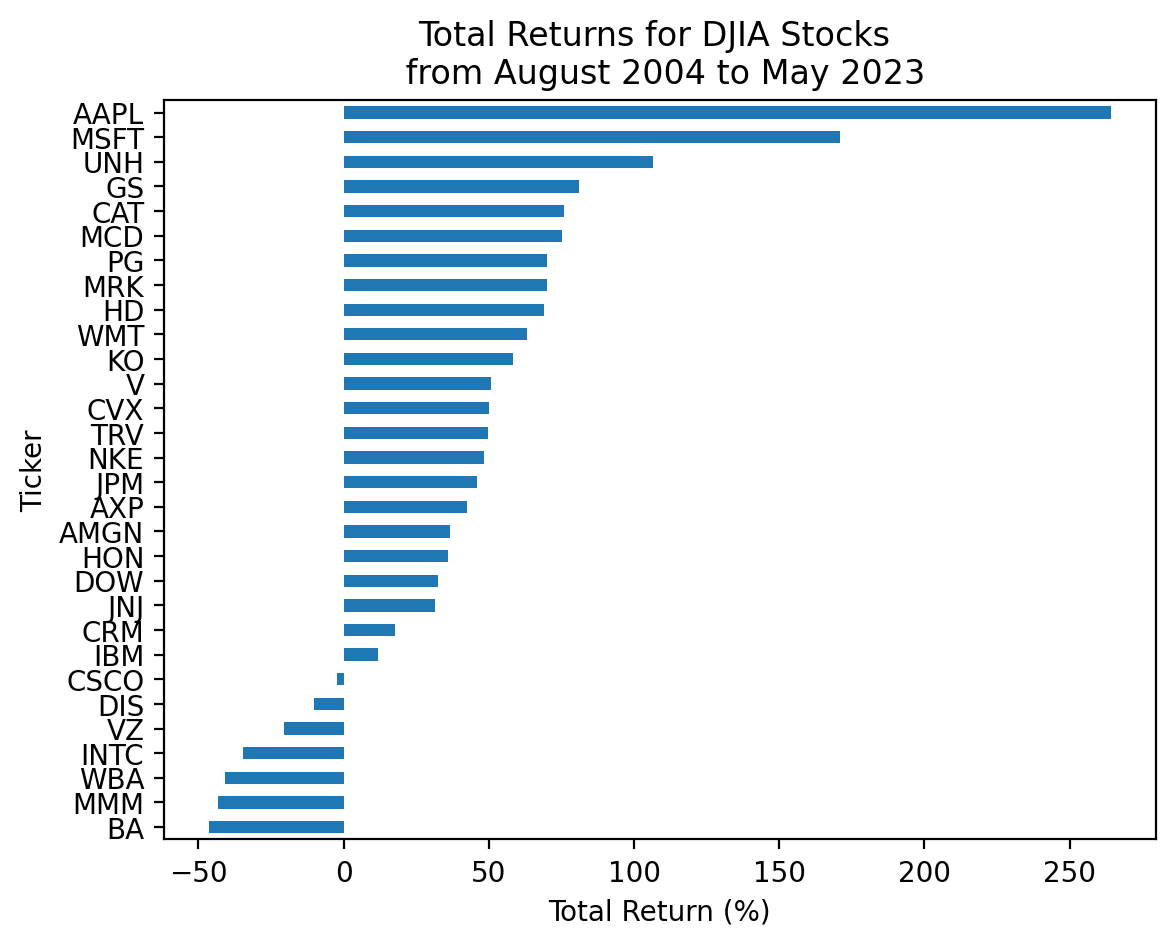 Total Returns for DJIA Stocks
from August 2004 to May 2023
AAPL
MSFT
UNH
GS
CAT
MCD
PG
MRK
HD
WMT
KO
V
CVX
TRV
NKE
JPM
AXP
AMGN
HON
DOW
JNJ
CRM
IBM
CSCO
DIS
VZ
INTC
WBA
MMM
BA
Ticker
−50 0 50 100 150 200 250
Total Return (%)